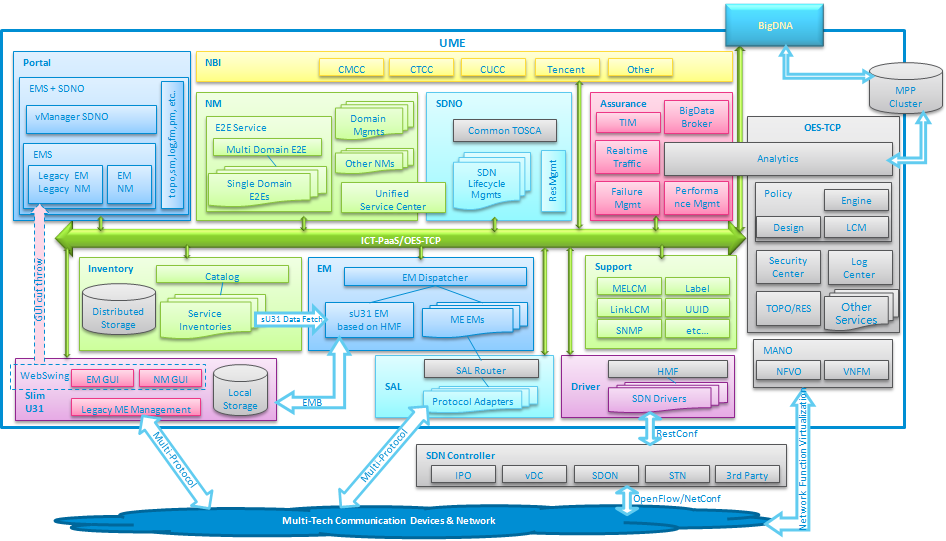 BigDNA
UME
Portal
EMS + SDNO
vManager SDNO
EMS
Legacy EM
Legacy NM
EM
NM
topo,sm,log,fm,pm, etc..
NBI
CMCC
CTCC
CUCC
Tencent
Other
NM
E2E Service
Multi Domain E2E
Single Domain
E2Es
Domain
Mgmts
Other NMs
Unified
Service Center
SDNO
Common TOSCA
SDN
Lifecycle
Mgmts
ResMgmt
Assurance
TIM
BigData
Broker
Realtime
Traffic
Failure
Mgmt
Performa
nce Mgmt
MPP
Cluster
OES-TCP
Analytics
Policy
Engine
Design
LCM
Security
Center
Log
Center
TOPO/RES
Other
Services
MANO
NFVO
VNFM
ICT-PaaS/OES-TCP
GUI cut throw
Inventory
Catalog
Distributed
Storage
Service
Inventories
sU31 Data Fetch
EM
EM Dispatcher
sU31 EM
based on HMF
ME EMs
Support
MELCM
Label
LinkLCM
UUID
SNMP
etc...
WebSwing
EM GUI
NM GUI
Slim
U31
Legacy ME Management
Local
Storage
EMB
SAL
SAL Router
Protocol Adapters
Driver
HMF
SDN Drivers
Multi-Protocol
Multi-Protocol
RestConf
Network Function Virtualization
SDN Controller
IPO
vDC
SDON
STN
3rd Party
OpenFlow/NetConf
Multi-Tech Communication Devices & Network